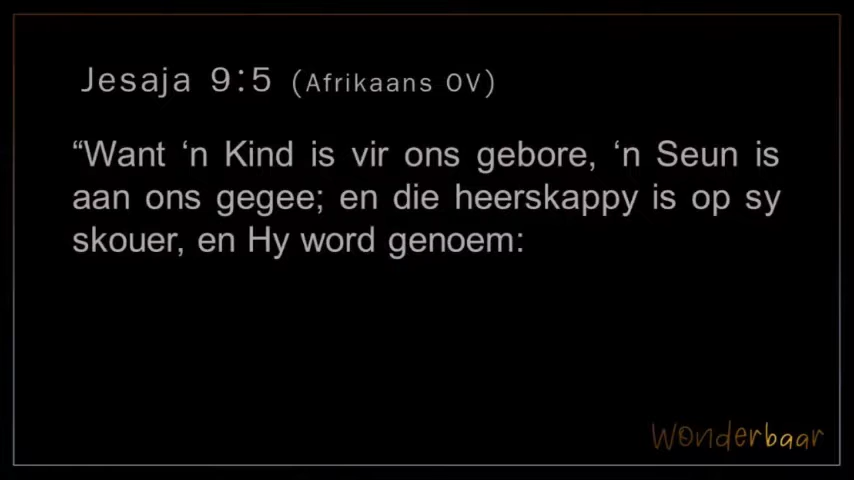 Jesaja 9:5 (Afrikaans OV)
“Want ‘n Kind is vir ons gebore, ‘n Seun is
aan ons gegee; en die heerskappy is op sy
skouer, en Hy word genoem:
Wonderbaar